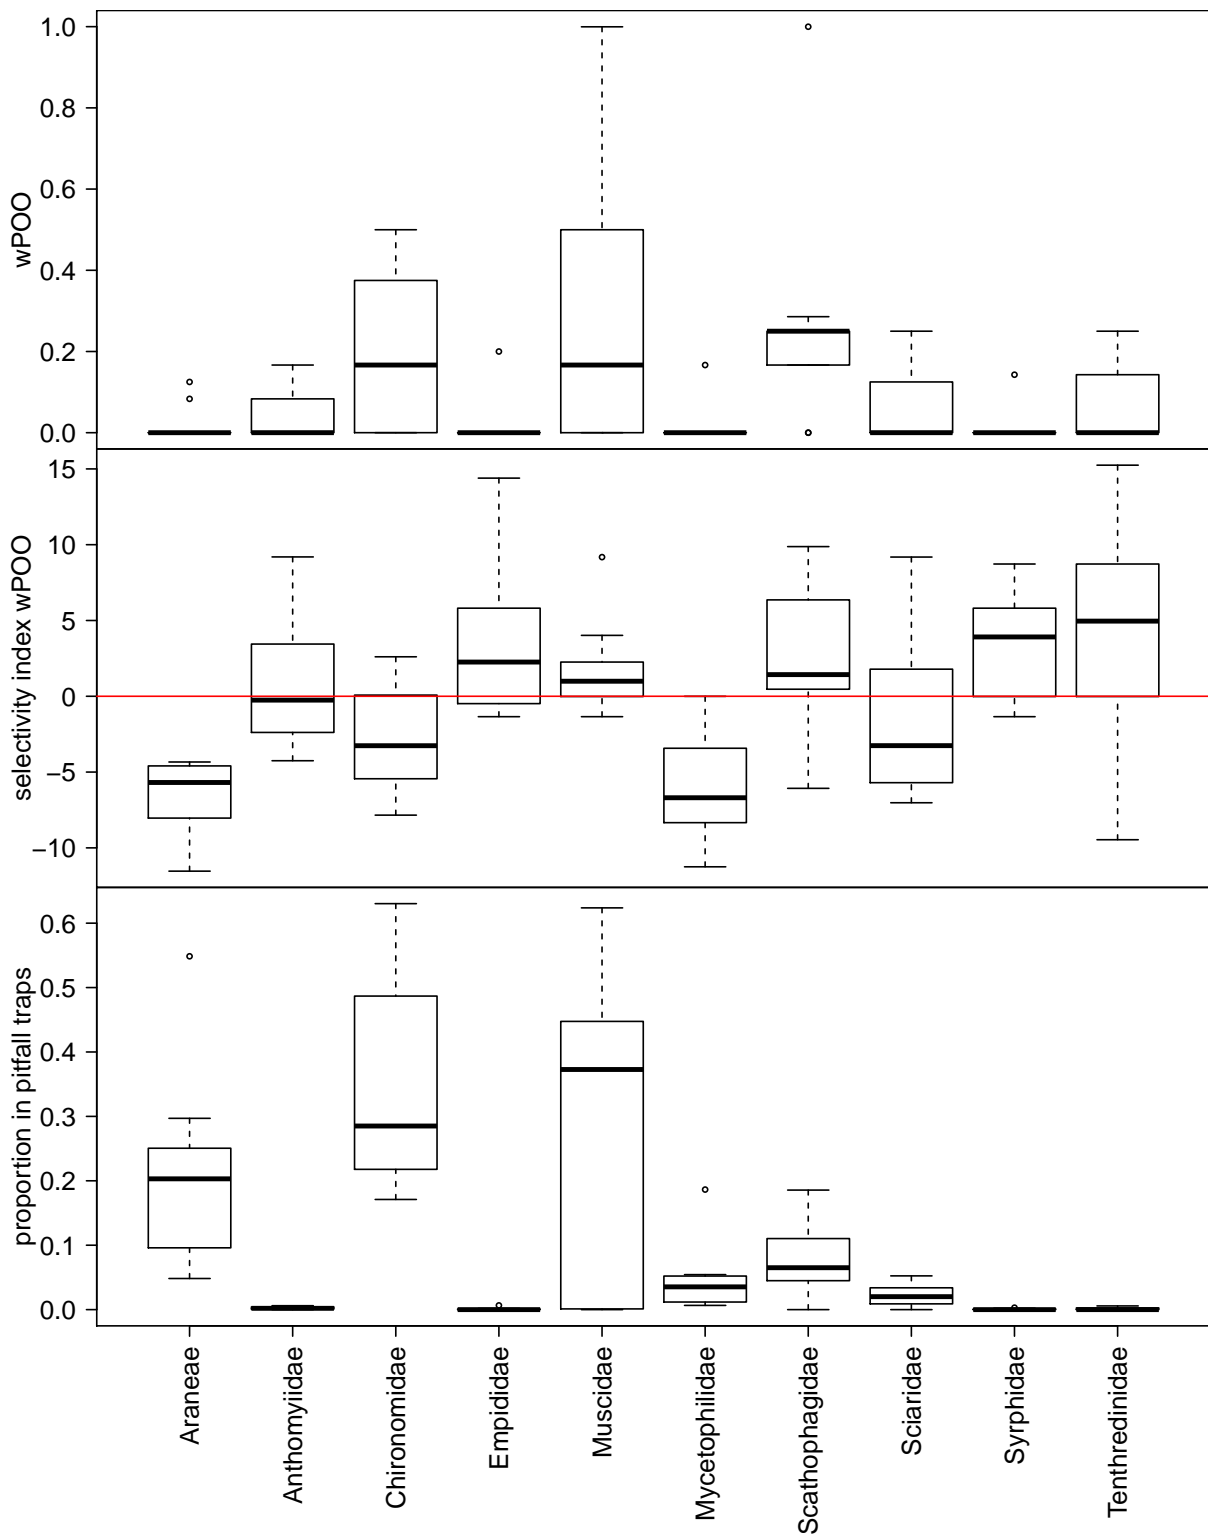 wPOO
1.0
0.8
0.6
0.4
0.2
0.0
selectivity index wPOO
15
10
5
0
−5
−10
proportion in pitfall traps
0.6
0.5
0.4
0.3
0.2
0.1
0.0
Araneae
Anthomyiidae
Chironomidae
Empididae
Muscidae
Mycetophilidae
Scathophagidae
Sciaridae
Syrphidae
Tenthredinidae